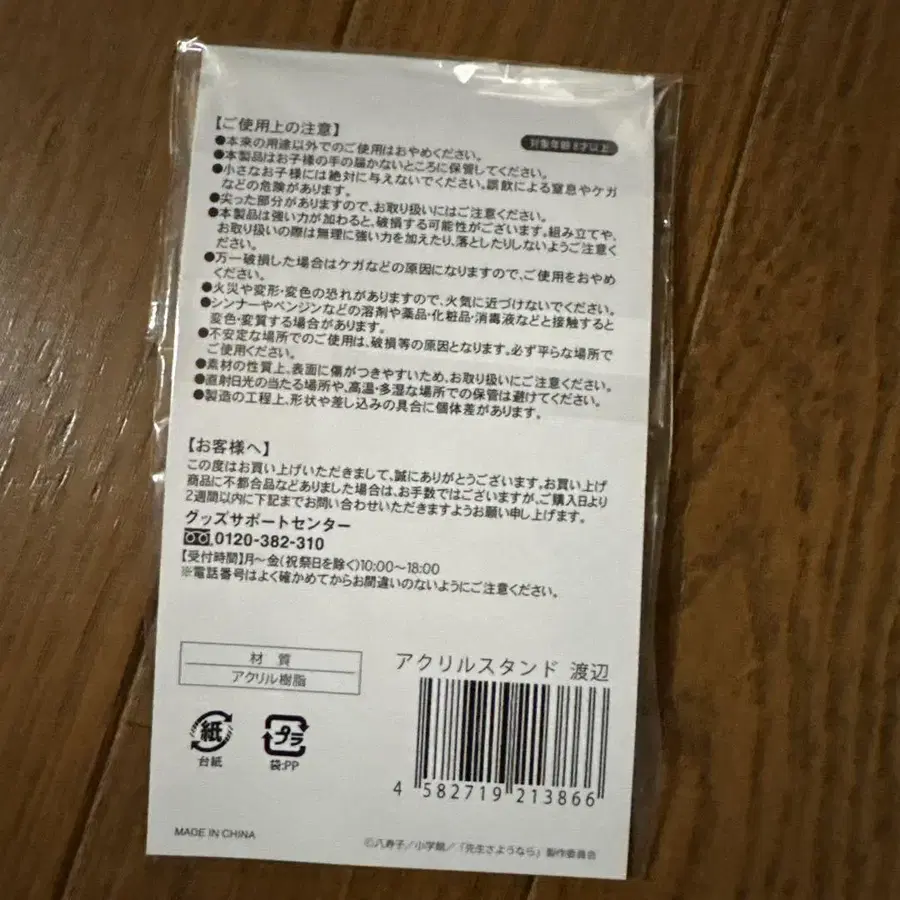 【ご使用上の注意】
対象年齢8才以上
●本来の用途以外でのご使用はおやめください。
●本製品はお子様の手の届かないところに保管してください。
●小さなお子様には絶対に与えないでください。誤飲による窒息やケガ
などの危険があります。
●尖った部分がありますので、お取り扱いにはご注意ください。
●本製品は強い力が加わると、破損する可能性がございます。組み立てや、
お取り扱いの際は無理に強い力を加えたり、落としたりしないようご注意く
ださい。
●万一破損した場合はケガなどの原因になりますので、ご使用をおやめ
ください。
●火災や変形・変色の恐れがありますので、火気に近づけないでください。
●シンナーやベンジンなどの溶剤や薬品・化粧品・消毒液などと接触すると
変色・変質する場合があります。
●不安定な場所でのご使用は、破損等の原因となります。必ず平らな場所で
ご使用ください。
●素材の性質上、表面に傷がつきやすいため、お取り扱いにご注意ください。
●直射日光の当たる場所や、高温・多湿な場所での保管は避けてください。
●製造の工程上、形状や差し込みの具合に個体差があります。
【お客様へ】
この度はお買い上げいただきまして、誠にありがとうございます。お買い上げ
商品に不都合品などありました場合は、お手数ではございますが、ご購入日より
2週間以内に下記までお問い合わせいただきますようお願い申し上げます。
グッズサポートセンター
0120-382-310
【受付時間】月～金(祝祭日を除く)10:00～18:00
※電話番号はよく確かめてからお間違いのないようにご注意ください。
材 質
アクリル樹脂
アクリルスタンド 渡辺
紙
台紙
プラ
袋:PP
4 582719 213866
MADE IN CHINA
©八寿子／小学館／「先生さようなら」製作委員会